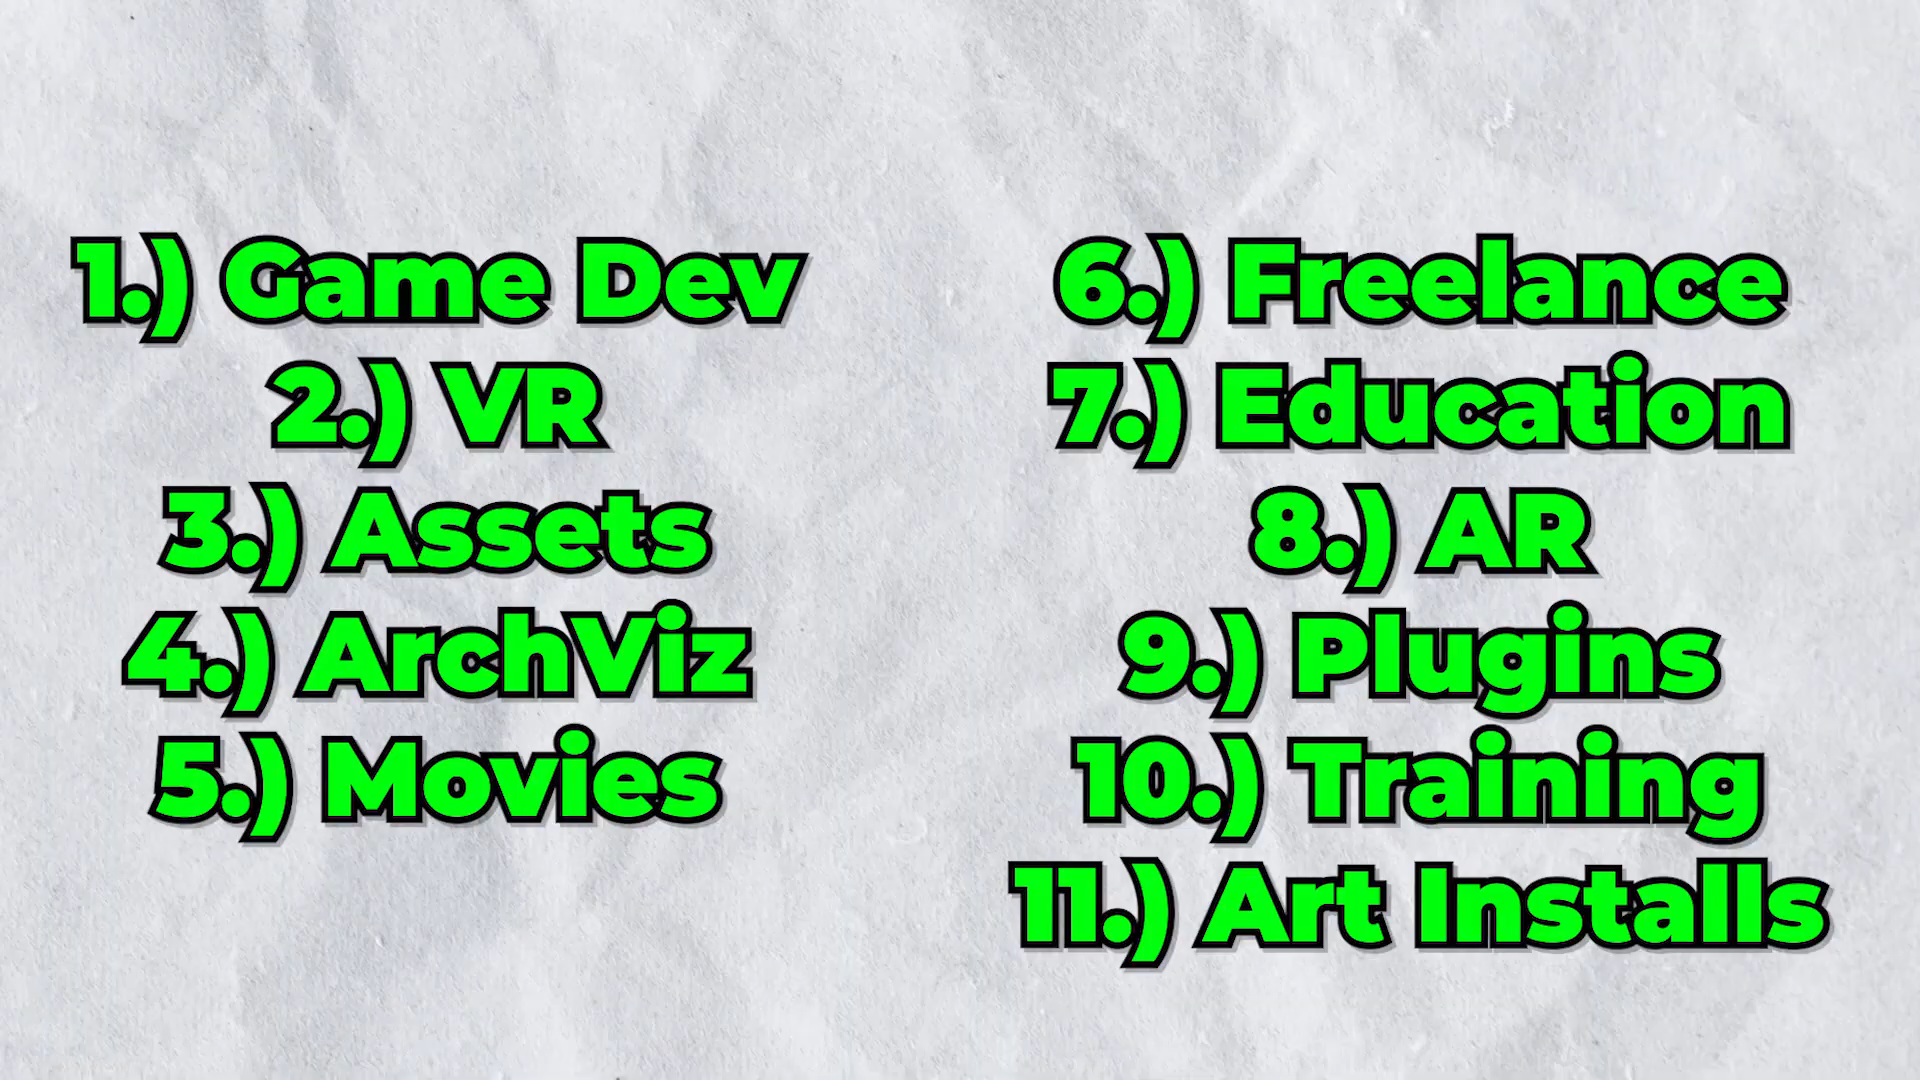 1.) Game Dev
2.) VR
3.) Assets
4.) ArchViz
5.) Movies
6.) Freelance
7.) Education
8.) AR
9.) Plugins
10.) Training
11.) Art Installs